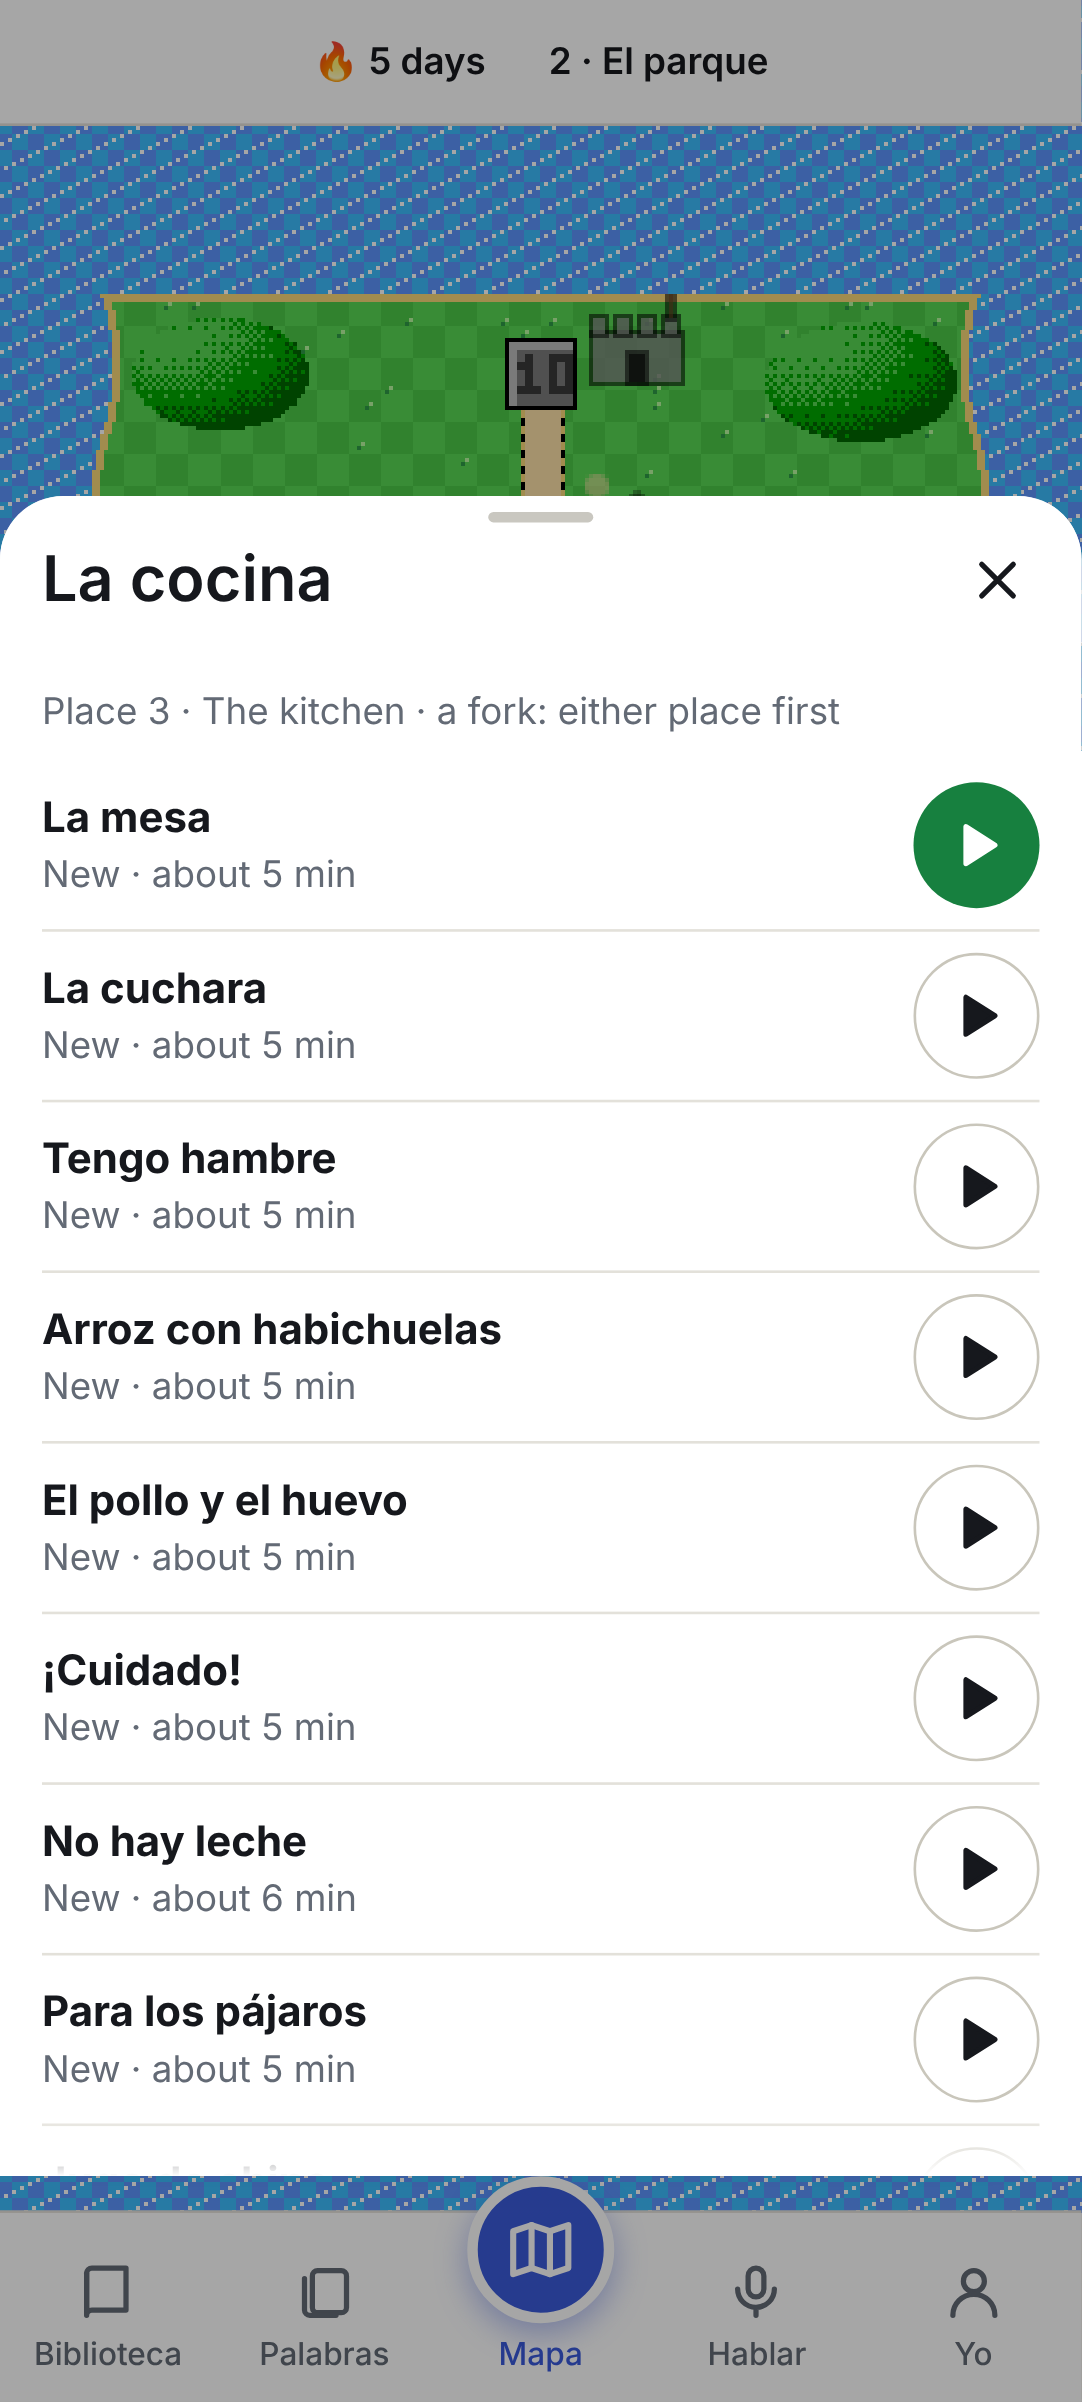 🔥 5 days
2 · El parque
10
La cocina
Place 3 · The kitchen · a fork: either place first
La mesa
New · about 5 min
La cuchara
New · about 5 min
Tengo hambre
New · about 5 min
Arroz con habichuelas
New · about 5 min
El pollo y el huevo
New · about 5 min
¡Cuidado!
New · about 5 min
No hay leche
New · about 6 min
Para los pájaros
New · about 5 min
Biblioteca
Palabras
Mapa
Hablar
Yo